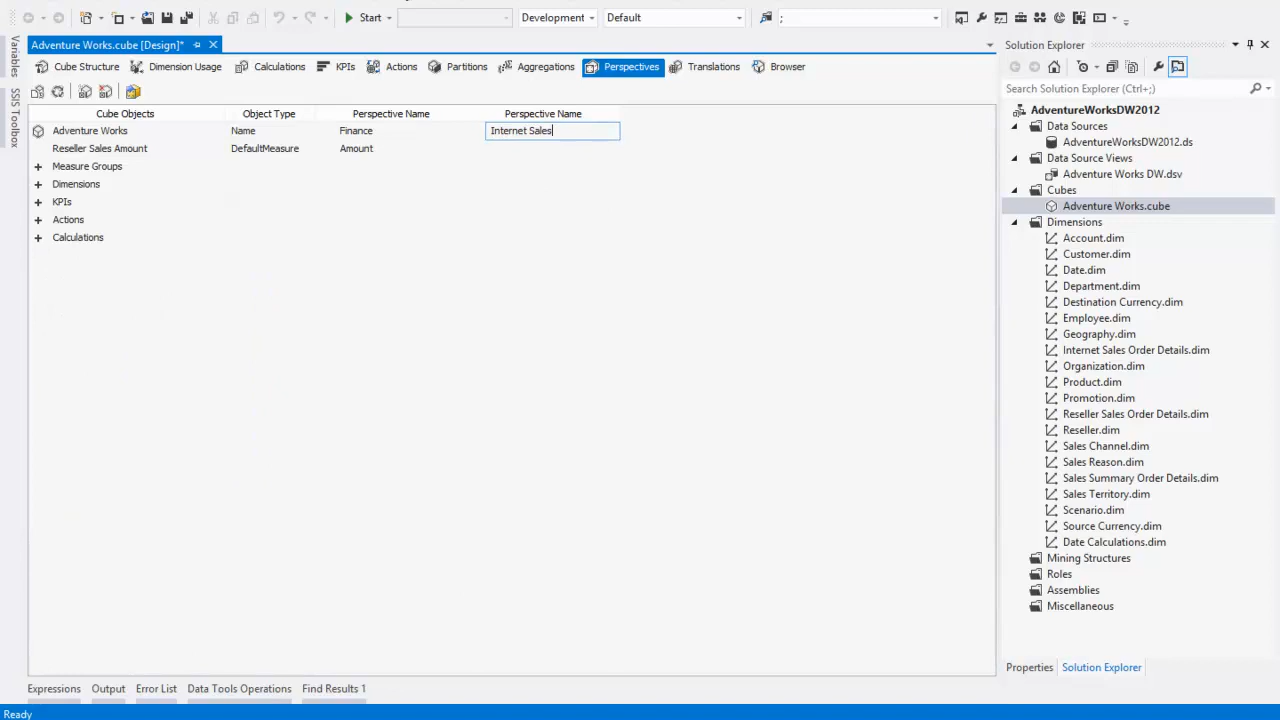 Start
Development
Default
;
Adventure Works.cube [Design]*
Variables
SSIS Toolbox
Cube Structure
Dimension Usage
Calculations
KPIs
Actions
Partitions
Aggregations
Perspectives
Translations
Browser
Cube Objects Object Type Perspective Name Perspective Name
Adventure Works Name Finance Internet Sales
Reseller Sales Amount DefaultMeasure Amount
Measure Groups
Dimensions
KPIs
Actions
Calculations
Solution Explorer
Search Solution Explorer (Ctrl+;)
AdventureWorksDW2012
Data Sources
AdventureWorksDW2012.ds
Data Source Views
Adventure Works DW.dsv
Cubes
Adventure Works.cube
Dimensions
Account.dim
Customer.dim
Date.dim
Department.dim
Destination Currency.dim
Employee.dim
Geography.dim
Internet Sales Order Details.dim
Organization.dim
Product.dim
Promotion.dim
Reseller Sales Order Details.dim
Reseller.dim
Sales Channel.dim
Sales Reason.dim
Sales Summary Order Details.dim
Sales Territory.dim
Scenario.dim
Source Currency.dim
Date Calculations.dim
Mining Structures
Roles
Assemblies
Miscellaneous
Properties Solution Explorer
Expressions Output Error List Data Tools Operations Find Results 1
Ready